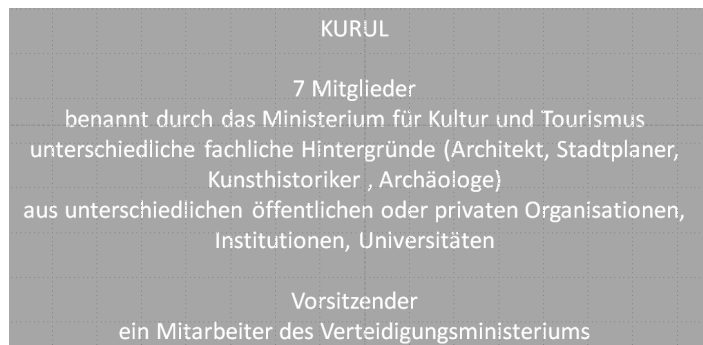 KURUL
7 Mitglieder
benannt durch das Ministerium für Kultur und Tourismus
unterschiedliche fachliche Hintergründe (Architekt, Stadtplaner,
Kunsthistoriker , Archäologe)
aus unterschiedlichen öffentlichen oder privaten Organisationen,
Institutionen, Universitäten
Vorsitzender
ein Mitarbeiter des Verteidigungsministeriums